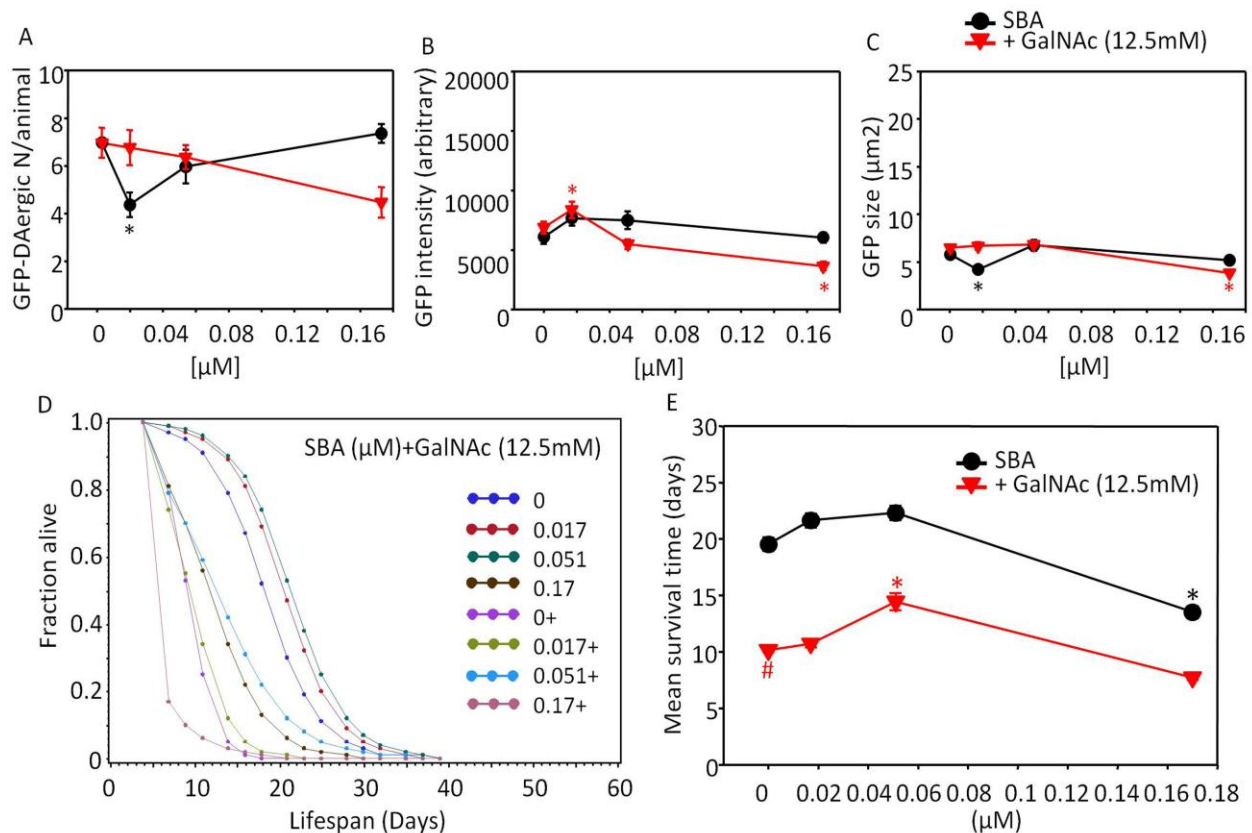 SBA
+ GalNAc (12.5mM)
A
GFP-DAergic N/animal
10
8
6
4
2
0
*
0 0.04 0.08 0.12 0.16
[µM]
B
GFP intensity (arbitrary)
20000
15000
10000
5000
0
*
*
0 0.04 0.08 0.12 0.16
[µM]
C
GFP size (µm2)
25
20
15
10
5
0
*
*
0 0.04 0.08 0.12 0.16
[µM]
D
Fraction alive
1.0
0.8
0.6
0.4
0.2
0
SBA (µM)+GalNAc (12.5mM)
0
0.017
0.051
0.17
0+
0.017+
0.051+
0.17+
0 10 20 30 40 50 60
Lifespan (Days)
E
Mean survival time (days)
30
25
20
15
10
5
0
SBA
+ GalNAc (12.5mM)
*
*
#
0 0.02 0.04 0.06 0.08 0.1 0.12 0.14 0.16 0.18
(µM)